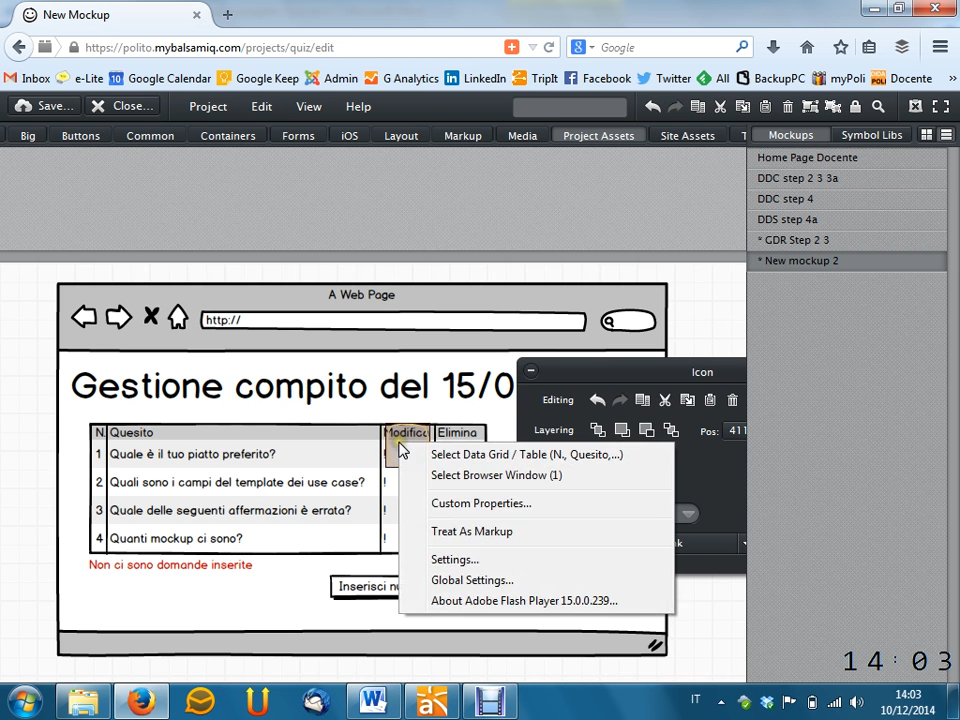 New Mockup
https://polito.mybalsamiq.com/projects/quiz/edit
Google
Inbox e-Lite Google Calendar Google Keep Admin G Analytics LinkedIn TripIt Facebook Twitter All BackupPC myPoli Docente »
Save... Close... Project Edit View Help
Big Buttons Common Containers Forms iOS Layout Markup Media Project Assets Site Assets T Mockups Symbol Libs
Home Page Docente
DDC step 2 3 3a
DDC step 4
DDS step 4a
* GDR Step 2 3
* New mockup 2
A Web Page
http://
Gestione compito del 15/0
Icon
Editing
Layering Pos: 411
N. Quesito Modifica Elimina
1 Quale è il tuo piatto preferito?
2 Quali sono i campi del template dei use case? !
3 Quale delle seguenti affermazioni è errata? !
4 Quanti mockup ci sono? !
Non ci sono domande inserite
Inserisci nu
Select Data Grid / Table (N., Quesito,...)
Select Browser Window (1)
Custom Properties...
Treat As Markup
Settings...
Global Settings...
About Adobe Flash Player 15.0.0.239...
k
14:03
IT
14:03
10/12/2014